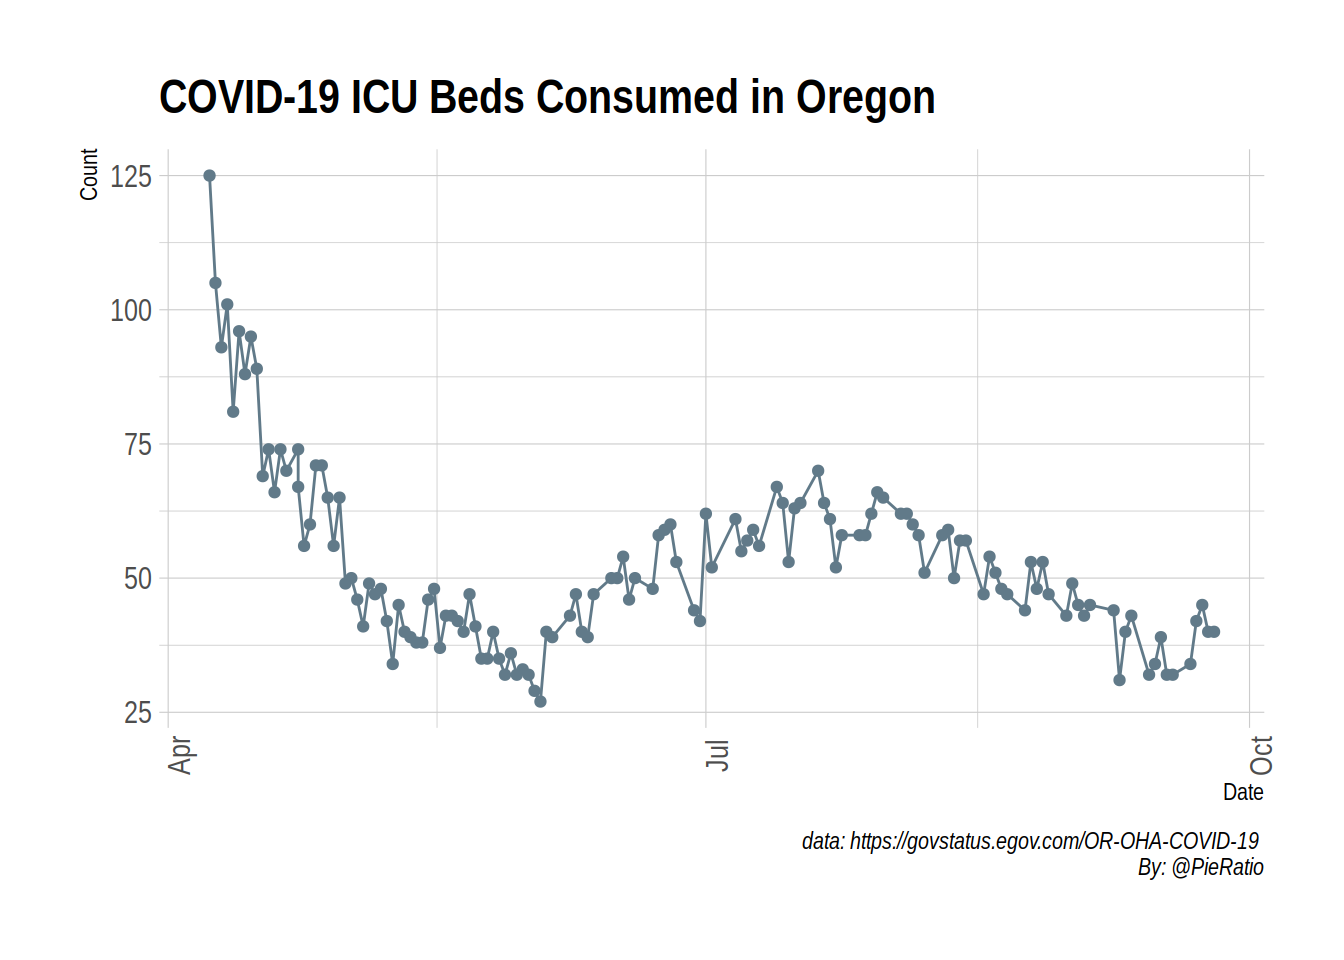 COVID-19 ICU Beds Consumed in Oregon
Count
125
100
75
50
25
Apr
Jul
Oct
Date
data: https://govstatus.egov.com/OR-OHA-COVID-19
By: @PieRatio